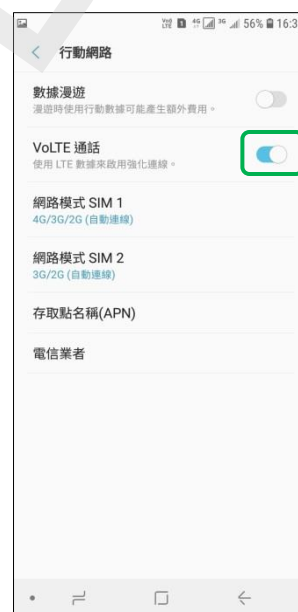 56% 16:3
行動網路
數據漫遊
漫遊時使用行動數據可能產生額外費用。
VoLTE 通話
使用 LTE 數據來啟用強化連線。
網路模式 SIM 1
4G/3G/2G (自動連線)
網路模式 SIM 2
3G/2G (自動連線)
存取點名稱(APN)
電信業者